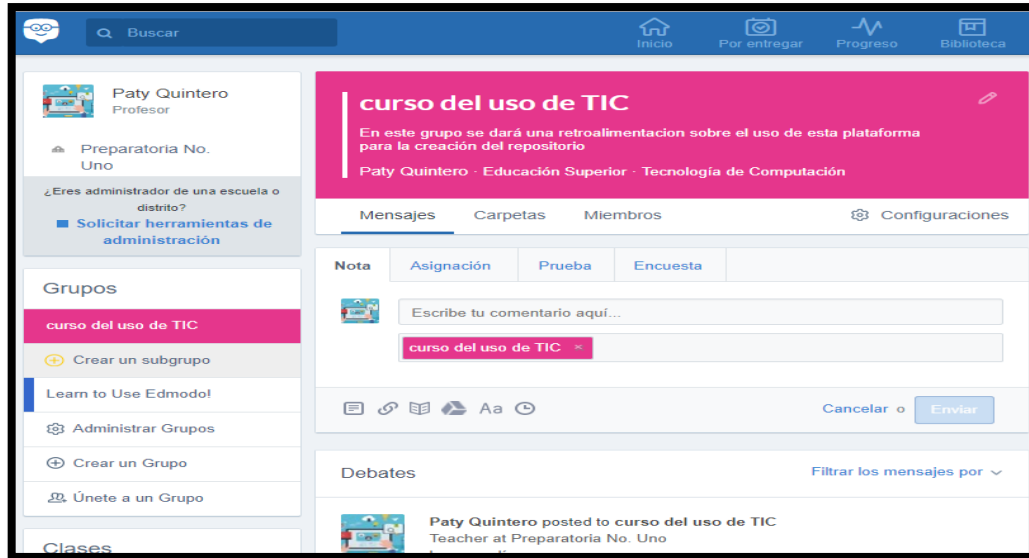 Buscar
Inicio
Por entregar
Progreso
Biblioteca
Paty Quintero
Profesor
Preparatoria No.
Uno
¿Eres administrador de una escuela o
distrito?
Solicitar herramientas de
administración
Grupos
curso del uso de TIC
Crear un subgrupo
Learn to Use Edmodo!
Administrar Grupos
Crear un Grupo
Únete a un Grupo
Clases
curso del uso de TIC
En este grupo se dará una retroalimentacion sobre el uso de esta plataforma
para la creación del repositorio
Paty Quintero · Educación Superior · Tecnología de Computación
Mensajes
Carpetas
Miembros
Configuraciones
Nota
Asignación
Prueba
Encuesta
Escribe tu comentario aquí...
curso del uso de TIC ×
Aa
Cancelar o Enviar
Debates
Filtrar los mensajes por
Paty Quintero posted to curso del uso de TIC
Teacher at Preparatoria No. Uno